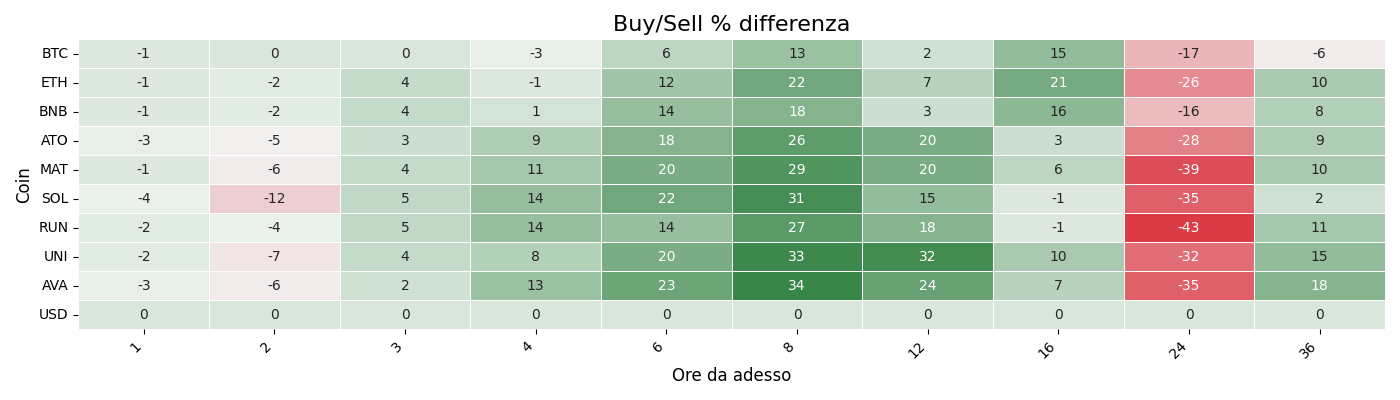 Buy/Sell % differenza
Coin
BTC -1 0 0 -3 6 13 2 15 -17 -6
ETH -1 -2 4 -1 12 22 7 21 -26 10
BNB -1 -2 4 1 14 18 3 16 -16 8
ATO -3 -5 3 9 18 26 20 3 -28 9
MAT -1 -6 4 11 20 29 20 6 -39 10
SOL -4 -12 5 14 22 31 15 -1 -35 2
RUN -2 -4 5 14 14 27 18 -1 -43 11
UNI -2 -7 4 8 20 33 32 10 -32 15
AVA -3 -6 2 13 23 34 24 7 -35 18
USD 0 0 0 0 0 0 0 0 0 0
1 2 3 4 6 8 12 16 24 36
Ore da adesso